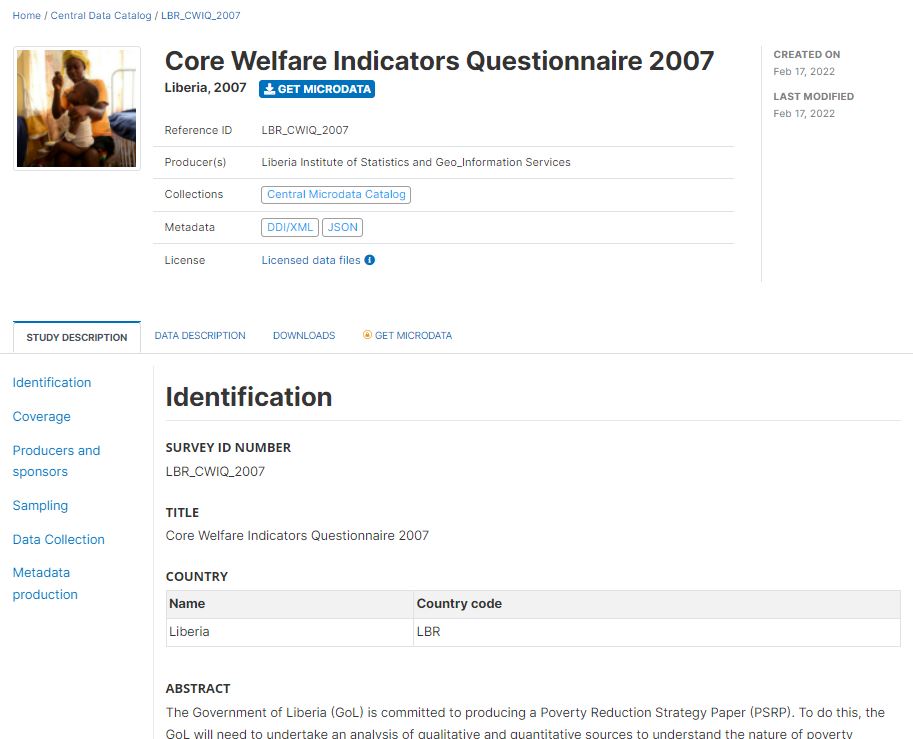 Home / Central Data Catalog / LBR_CWIQ_2007
Core Welfare Indicators Questionnaire 2007
Liberia, 2007 GET MICRODATA
Reference ID LBR_CWIQ_2007
Producer(s) Liberia Institute of Statistics and Geo_Information Services
Collections Central Microdata Catalog
Metadata DDI/XML JSON
License Licensed data files
CREATED ON
Feb 17, 2022
LAST MODIFIED
Feb 17, 2022
STUDY DESCRIPTION DATA DESCRIPTION DOWNLOADS GET MICRODATA
Identification
Coverage
Producers and
sponsors
Sampling
Data Collection
Metadata
production
Identification
SURVEY ID NUMBER
LBR_CWIQ_2007
TITLE
Core Welfare Indicators Questionnaire 2007
COUNTRY
Name Country code
Liberia LBR
ABSTRACT
The Government of Liberia (GoL) is committed to producing a Poverty Reduction Strategy Paper (PSRP). To do this, the
GoL will need to undertake an analysis of qualitative and quantitative sources to understand the nature of poverty